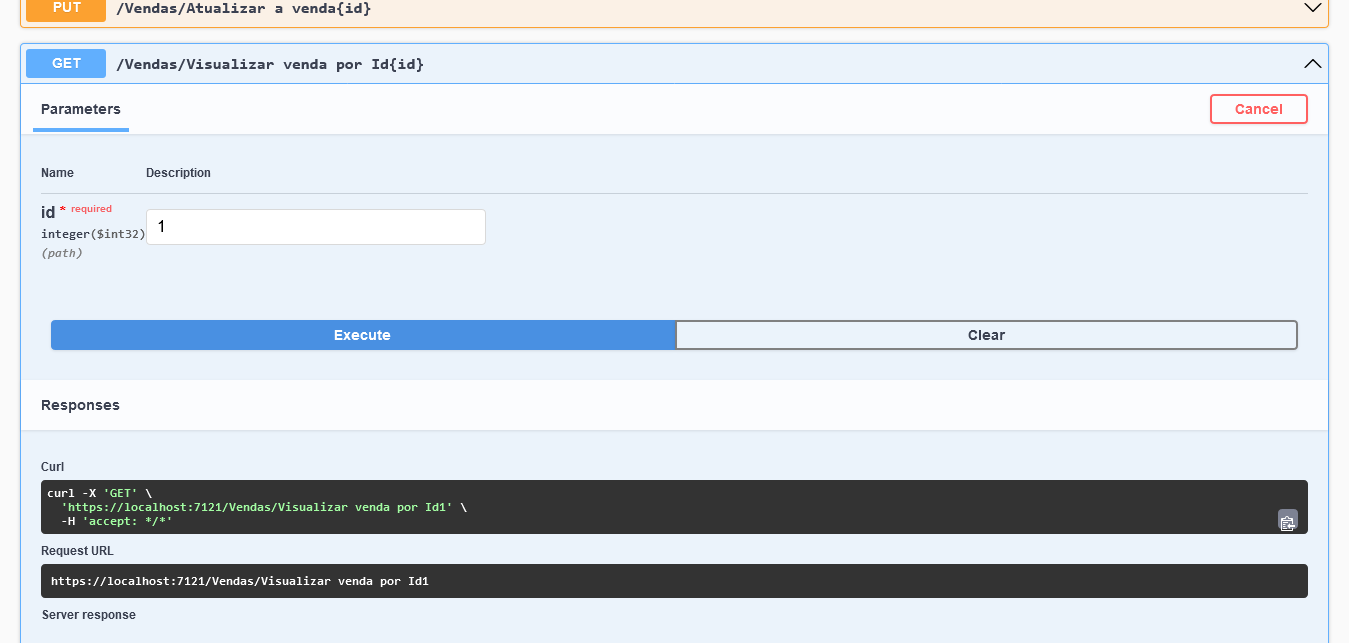 PUT /Vendas/Atualizar a venda{id}
GET /Vendas/Visualizar venda por Id{id}
Parameters
Cancel
Name Description
id * required
integer($int32)
(path)
1
Execute Clear
Responses
Curl
curl -X 'GET' \
'https://localhost:7121/Vendas/Visualizar venda por Id1' \
-H 'accept: */*'
Request URL
https://localhost:7121/Vendas/Visualizar venda por Id1
Server response